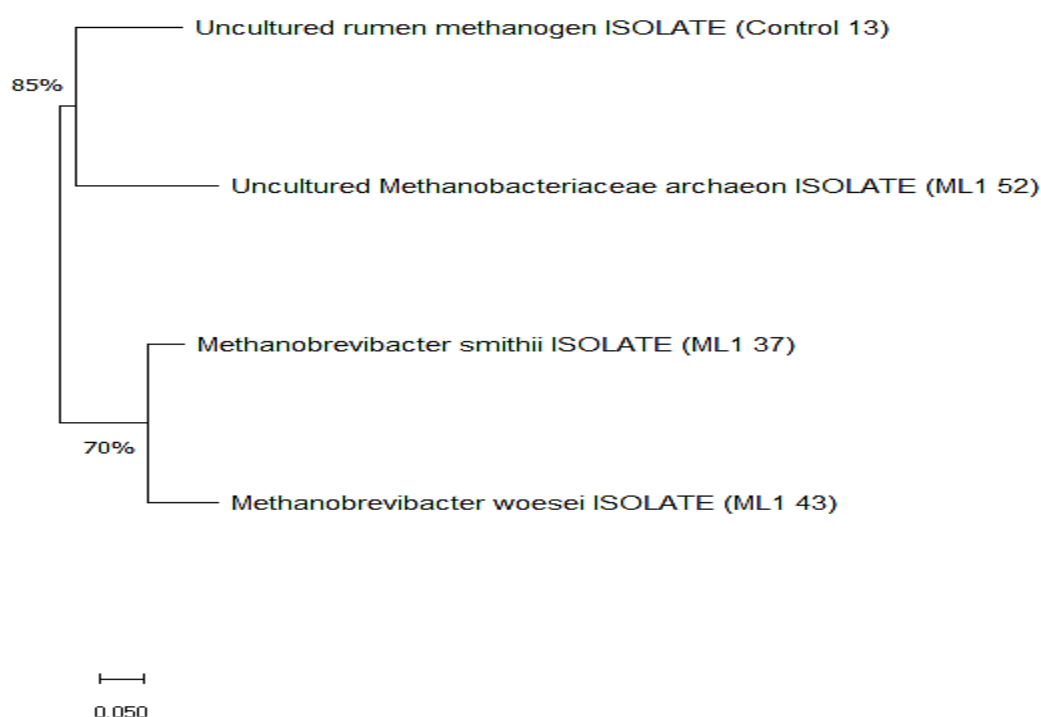 Uncultured rumen methanogen ISOLATE (Control 13)
85%
Uncultured Methanobacteriaceae archaeon ISOLATE (ML1 52)
Methanobrevibacter smithii ISOLATE (ML1 37)
70%
Methanobrevibacter woesei ISOLATE (ML1 43)
0.050